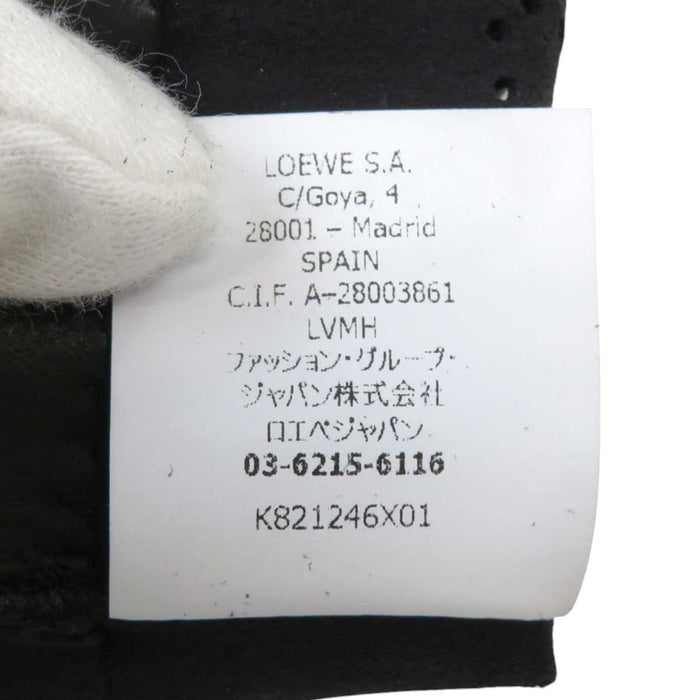 LOEWE S.A.
C/Goya, 4
28001 – Madrid
SPAIN
C.I.F. A–28003861
LVMH
ファッション・グループ・
ジャパン株式会社
ロエベジャパン
03-6215-6116
K821246X01